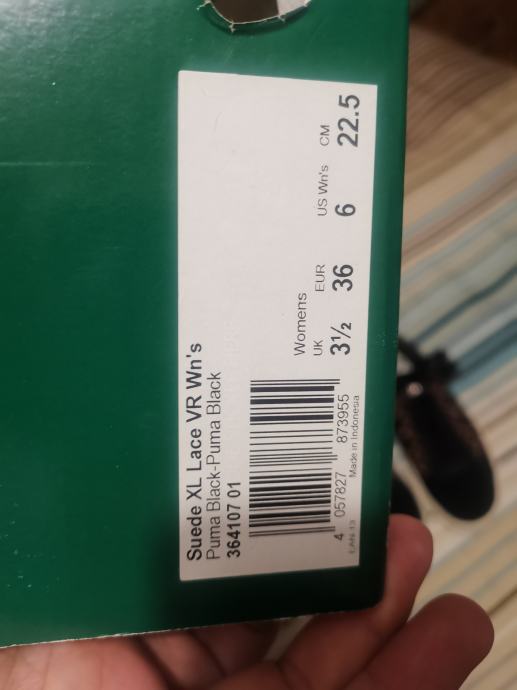 Suede XL Lace VR Wn's
Puma Black-Puma Black
364107 01
Womens
UK EUR US Wn's CM
3½ 36 6 22.5
4 057827 873955
EAN-13 Made in Indonesia